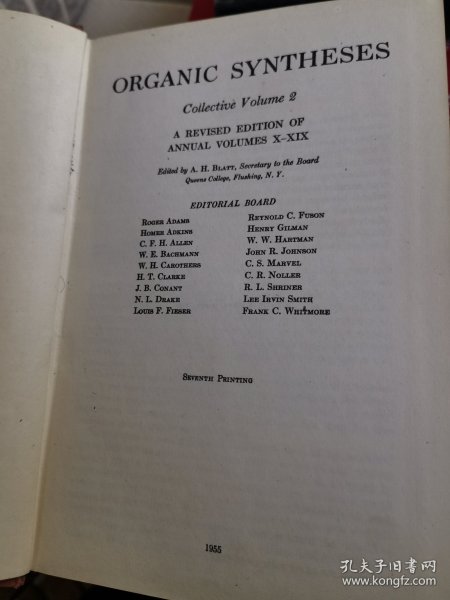 ORGANIC SYNTHESES
Collective Volume 2
A REVISED EDITION OF
ANNUAL VOLUMES X–XIX
Edited by A. H. BLATT, Secretary to the Board
Queens College, Flushing, N. Y.
EDITORIAL BOARD
ROGER ADAMS
HOMER ADKINS
C. F. H. ALLEN
W. E. BACHMANN
W. H. CAROTHERS
H. T. CLARKE
J. B. CONANT
N. L. DRAKE
LOUIS F. FIESER
REYNOLD C. FUSON
HENRY GILMAN
W. W. HARTMAN
JOHN R. JOHNSON
C. S. MARVEL
C. R. NOLLER
R. L. SHRINER
LEE IRVIN SMITH
FRANK C. WHITMORE
SEVENTH PRINTING
1955
孔夫子旧书网
www.kongfz.com